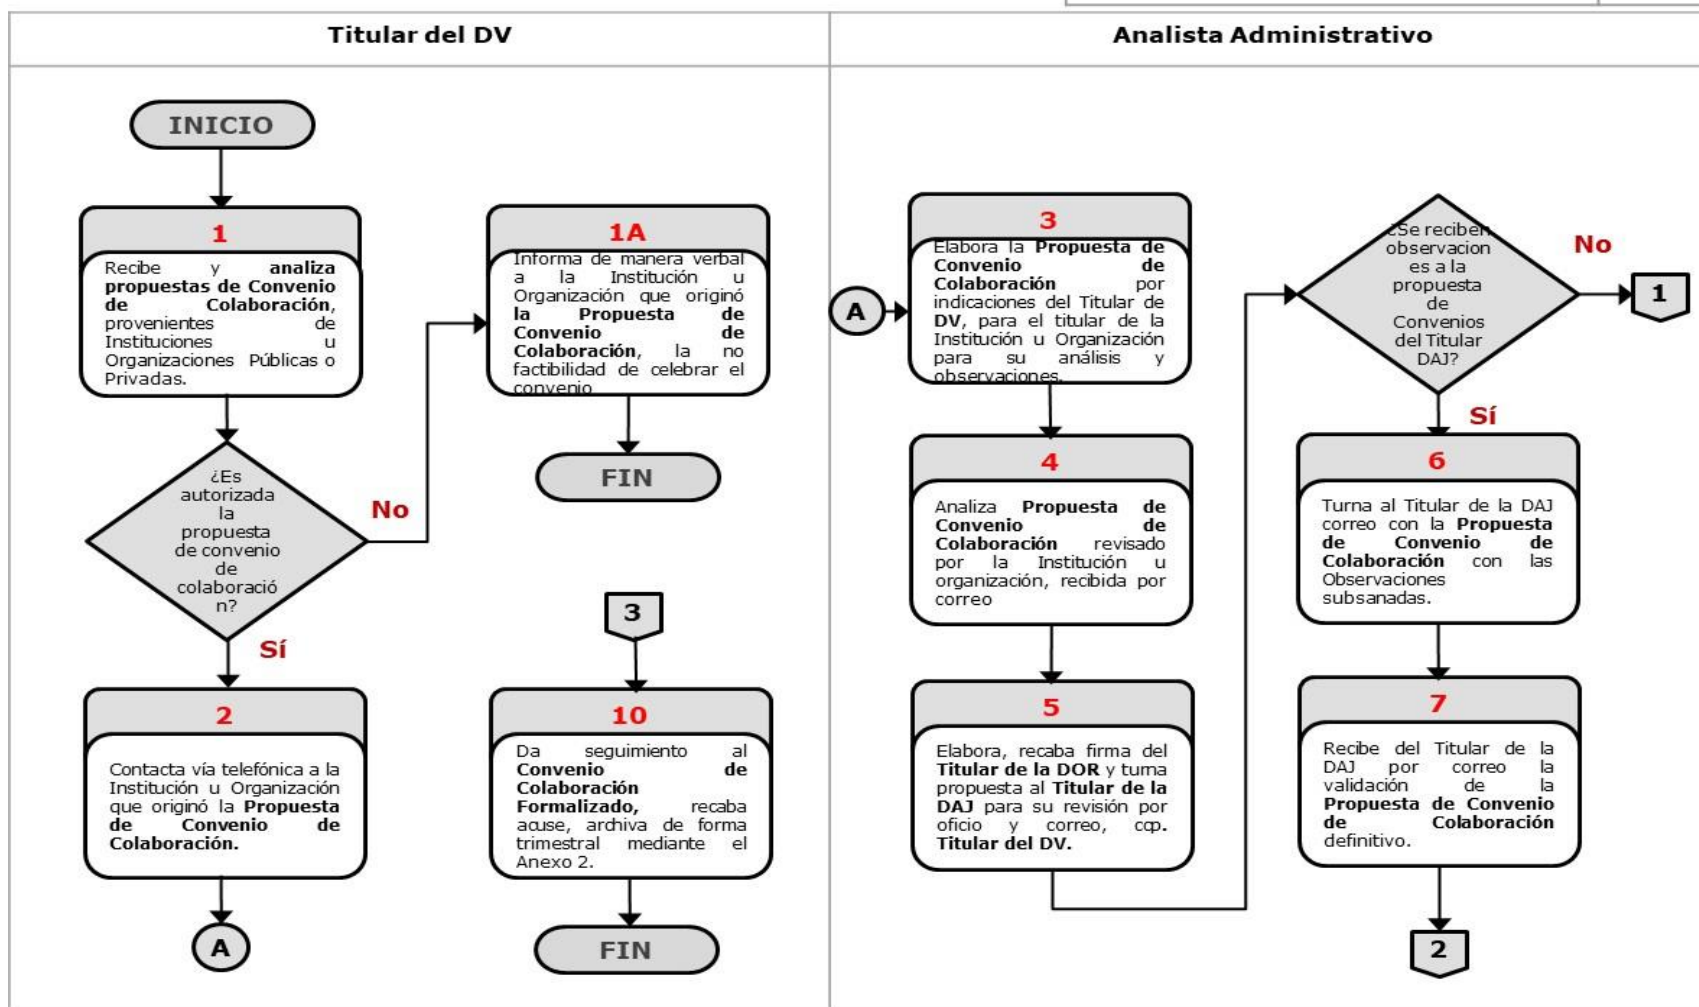 Titular del DV
INICIO
1
Recibe y analiza
propuestas de Convenio
de Colaboración,
provenientes de
Instituciones u
Organizaciones Públicas o
Privadas.
¿Es
autorizada
la
propuesta
de convenio
de
colaboració
n?
No
Sí
1A
Informa de manera verbal
a la Institución u
Organización que originó
la Propuesta de
Convenio de
Colaboración, la no
factibilidad de celebrar el
convenio
FIN
2
Contacta vía telefónica a la
Institución u Organización
que originó la Propuesta
de Convenio de
Colaboración.
A
3
10
Da seguimiento al
Convenio de
Colaboración
Formalizado, recaba
acuse, archiva de forma
trimestral mediante el
Anexo 2.
FIN
Analista Administrativo
A
3
Elabora la Propuesta de
Convenio de
Colaboración por
indicaciones del Titular de
DV, para el titular de la
Institución u Organización
para su análisis y
observaciones.
4
Analiza Propuesta de
Convenio de
Colaboración revisado
por la Institución u
organización, recibida por
correo
5
Elabora, recaba firma del
Titular de la DOR y turna
propuesta al Titular de la
DAJ para su revisión por
oficio y correo, ccp.
Titular del DV.
¿Se reciben
observacion
es a la
propuesta
de
Convenios
del Titular
DAJ?
No
1
Sí
6
Turna al Titular de la DAJ
correo con la Propuesta
de Convenio de
Colaboración con las
Observaciones
subsanadas.
7
Recibe del Titular de la
DAJ por correo la
validación de la
Propuesta de Convenio
de Colaboración
definitivo.
2